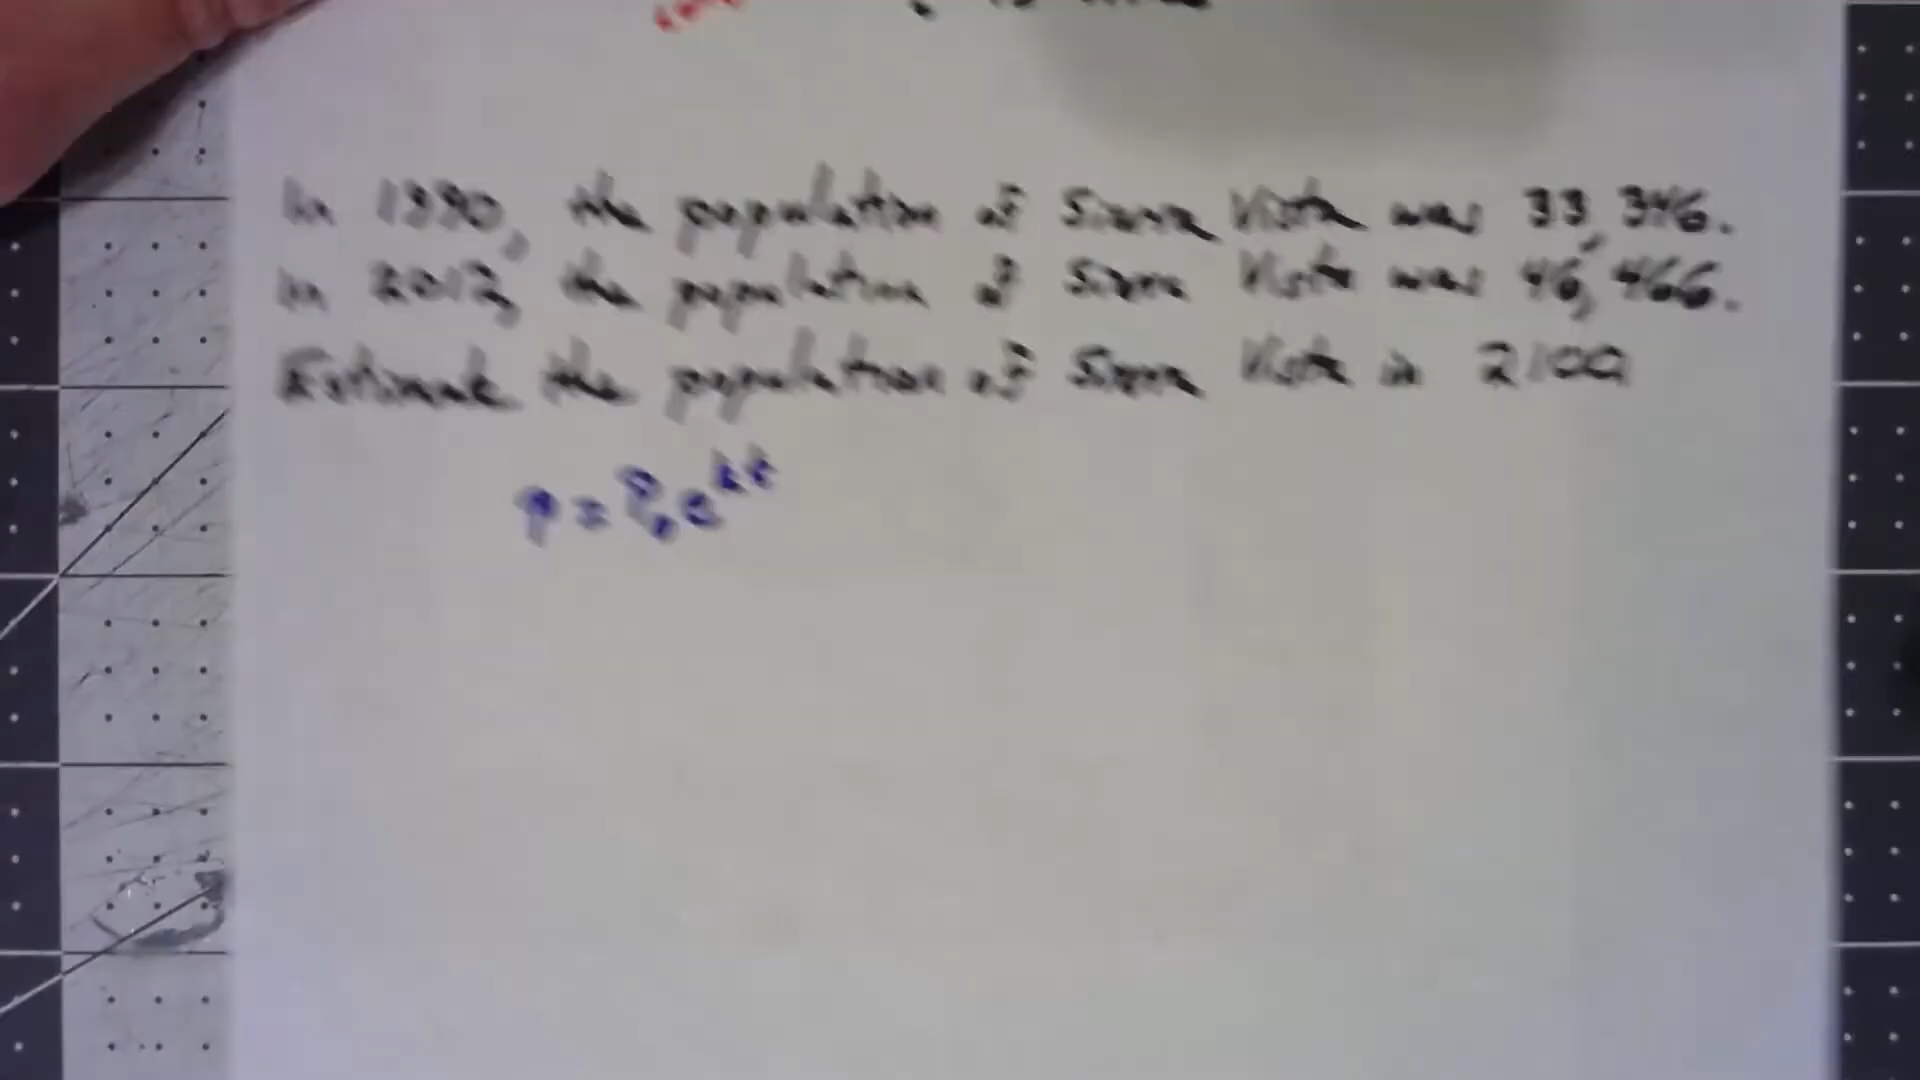 In 1990, the population of Sierra Vista was 33,346.
In 2012, the population of Sierra Vista was 46,466.
Estimate the population of Sierra Vista in 2100
P = P₀e^kt